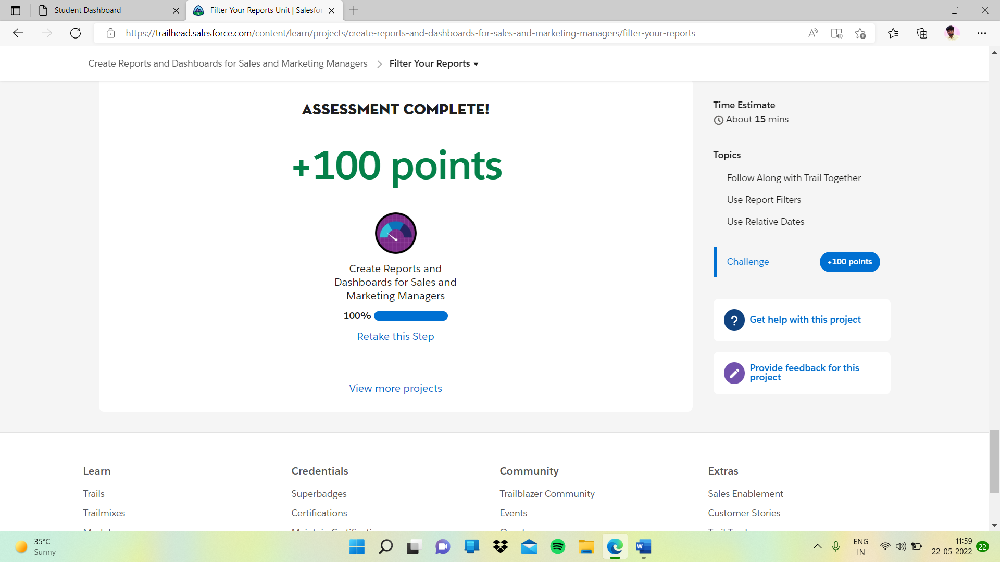 Student Dashboard
Filter Your Reports Unit | Salesfor
https://trailhead.salesforce.com/content/learn/projects/create-reports-and-dashboards-for-sales-and-marketing-managers/filter-your-reports
Create Reports and Dashboards for Sales and Marketing Managers > Filter Your Reports
ASSESSMENT COMPLETE!
+100 points
Create Reports and
Dashboards for Sales and
Marketing Managers
100%
Retake this Step
View more projects
Time Estimate
About 15 mins
Topics
Follow Along with Trail Together
Use Report Filters
Use Relative Dates
Challenge
+100 points
? Get help with this project
Provide feedback for this
project
Learn
Trails
Trailmixes
Credentials
Superbadges
Certifications
Community
Trailblazer Community
Events
Extras
Sales Enablement
Customer Stories
35°C
Sunny
W
ENG
IN
11:59
22-05-2022
22